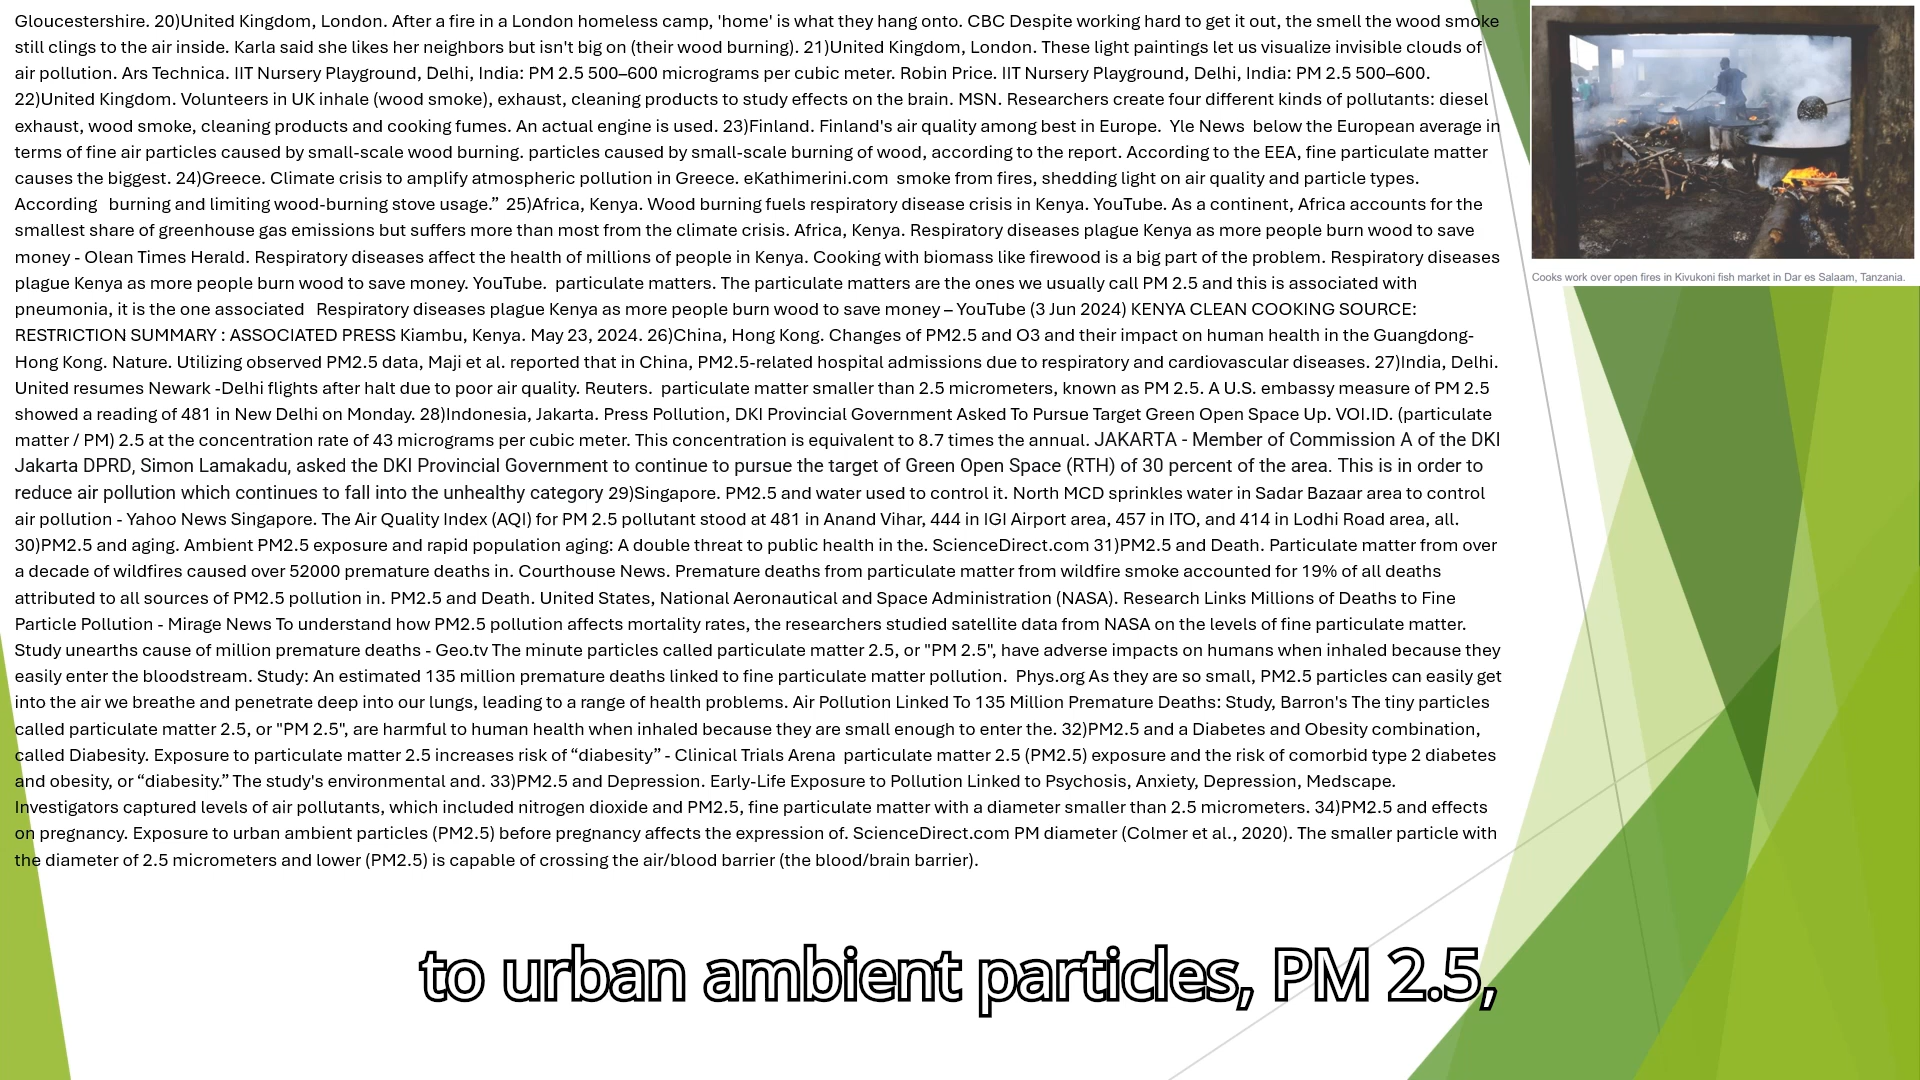 Gloucestershire. 20)United Kingdom, London. After a fire in a London homeless camp, 'home' is what they hang onto. CBC Despite working hard to get it out, the smell the wood smoke
still clings to the air inside. Karla said she likes her neighbors but isn't big on (their wood burning). 21)United Kingdom, London. These light paintings let us visualize invisible clouds of
air pollution. Ars Technica. IIT Nursery Playground, Delhi, India: PM 2.5 500–600 micrograms per cubic meter. Robin Price. IIT Nursery Playground, Delhi, India: PM 2.5 500–600.
22)United Kingdom. Volunteers in UK inhale (wood smoke), exhaust, cleaning products to study effects on the brain. MSN. Researchers create four different kinds of pollutants: diesel
exhaust, wood smoke, cleaning products and cooking fumes. An actual engine is used. 23)Finland. Finland's air quality among best in Europe. Yle News below the European average in
terms of fine air particles caused by small-scale wood burning. particles caused by small-scale burning of wood, according to the report. According to the EEA, fine particulate matter
causes the biggest. 24)Greece. Climate crisis to amplify atmospheric pollution in Greece. eKathimerini.com smoke from fires, shedding light on air quality and particle types.
According burning and limiting wood-burning stove usage.” 25)Africa, Kenya. Wood burning fuels respiratory disease crisis in Kenya. YouTube. As a continent, Africa accounts for the
smallest share of greenhouse gas emissions but suffers more than most from the climate crisis. Africa, Kenya. Respiratory diseases plague Kenya as more people burn wood to save
money - Olean Times Herald. Respiratory diseases affect the health of millions of people in Kenya. Cooking with biomass like firewood is a big part of the problem. Respiratory diseases
plague Kenya as more people burn wood to save money. YouTube. particulate matters. The particulate matters are the ones we usually call PM 2.5 and this is associated with
pneumonia, it is the one associated Respiratory diseases plague Kenya as more people burn wood to save money – YouTube (3 Jun 2024) KENYA CLEAN COOKING SOURCE:
RESTRICTION SUMMARY : ASSOCIATED PRESS Kiambu, Kenya. May 23, 2024. 26)China, Hong Kong. Changes of PM2.5 and O3 and their impact on human health in the Guangdong-
Hong Kong. Nature. Utilizing observed PM2.5 data, Maji et al. reported that in China, PM2.5-related hospital admissions due to respiratory and cardiovascular diseases. 27)India, Delhi.
United resumes Newark -Delhi flights after halt due to poor air quality. Reuters. particulate matter smaller than 2.5 micrometers, known as PM 2.5. A U.S. embassy measure of PM 2.5
showed a reading of 481 in New Delhi on Monday. 28)Indonesia, Jakarta. Press Pollution, DKI Provincial Government Asked To Pursue Target Green Open Space Up. VOI.ID. (particulate
matter / PM) 2.5 at the concentration rate of 43 micrograms per cubic meter. This concentration is equivalent to 8.7 times the annual. JAKARTA - Member of Commission A of the DKI
Jakarta DPRD, Simon Lamakadu, asked the DKI Provincial Government to continue to pursue the target of Green Open Space (RTH) of 30 percent of the area. This is in order to
reduce air pollution which continues to fall into the unhealthy category 29)Singapore. PM2.5 and water used to control it. North MCD sprinkles water in Sadar Bazaar area to control
air pollution - Yahoo News Singapore. The Air Quality Index (AQI) for PM 2.5 pollutant stood at 481 in Anand Vihar, 444 in IGI Airport area, 457 in ITO, and 414 in Lodhi Road area, all.
30)PM2.5 and aging. Ambient PM2.5 exposure and rapid population aging: A double threat to public health in the. ScienceDirect.com 31)PM2.5 and Death. Particulate matter from over
a decade of wildfires caused over 52000 premature deaths in. Courthouse News. Premature deaths from particulate matter from wildfire smoke accounted for 19% of all deaths
attributed to all sources of PM2.5 pollution in. PM2.5 and Death. United States, National Aeronautical and Space Administration (NASA). Research Links Millions of Deaths to Fine
Particle Pollution - Mirage News To understand how PM2.5 pollution affects mortality rates, the researchers studied satellite data from NASA on the levels of fine particulate matter.
Study unearths cause of million premature deaths - Geo.tv The minute particles called particulate matter 2.5, or "PM 2.5", have adverse impacts on humans when inhaled because they
easily enter the bloodstream. Study: An estimated 135 million premature deaths linked to fine particulate matter pollution. Phys.org As they are so small, PM2.5 particles can easily get
into the air we breathe and penetrate deep into our lungs, leading to a range of health problems. Air Pollution Linked To 135 Million Premature Deaths: Study, Barron's The tiny particles
called particulate matter 2.5, or "PM 2.5", are harmful to human health when inhaled because they are small enough to enter the. 32)PM2.5 and a Diabetes and Obesity combination,
called Diabesity. Exposure to particulate matter 2.5 increases risk of “diabesity” - Clinical Trials Arena particulate matter 2.5 (PM2.5) exposure and the risk of comorbid type 2 diabetes
and obesity, or “diabesity.” The study's environmental and. 33)PM2.5 and Depression. Early-Life Exposure to Pollution Linked to Psychosis, Anxiety, Depression, Medscape.
Investigators captured levels of air pollutants, which included nitrogen dioxide and PM2.5, fine particulate matter with a diameter smaller than 2.5 micrometers. 34)PM2.5 and effects
on pregnancy. Exposure to urban ambient particles (PM2.5) before pregnancy affects the expression of. ScienceDirect.com PM diameter (Colmer et al., 2020). The smaller particle with
the diameter of 2.5 micrometers and lower (PM2.5) is capable of crossing the air/blood barrier (the blood/brain barrier).
Cooks work over open fires in Kivukoni fish market in Dar es Salaam, Tanzania.
to urban ambient particles, PM 2.5,